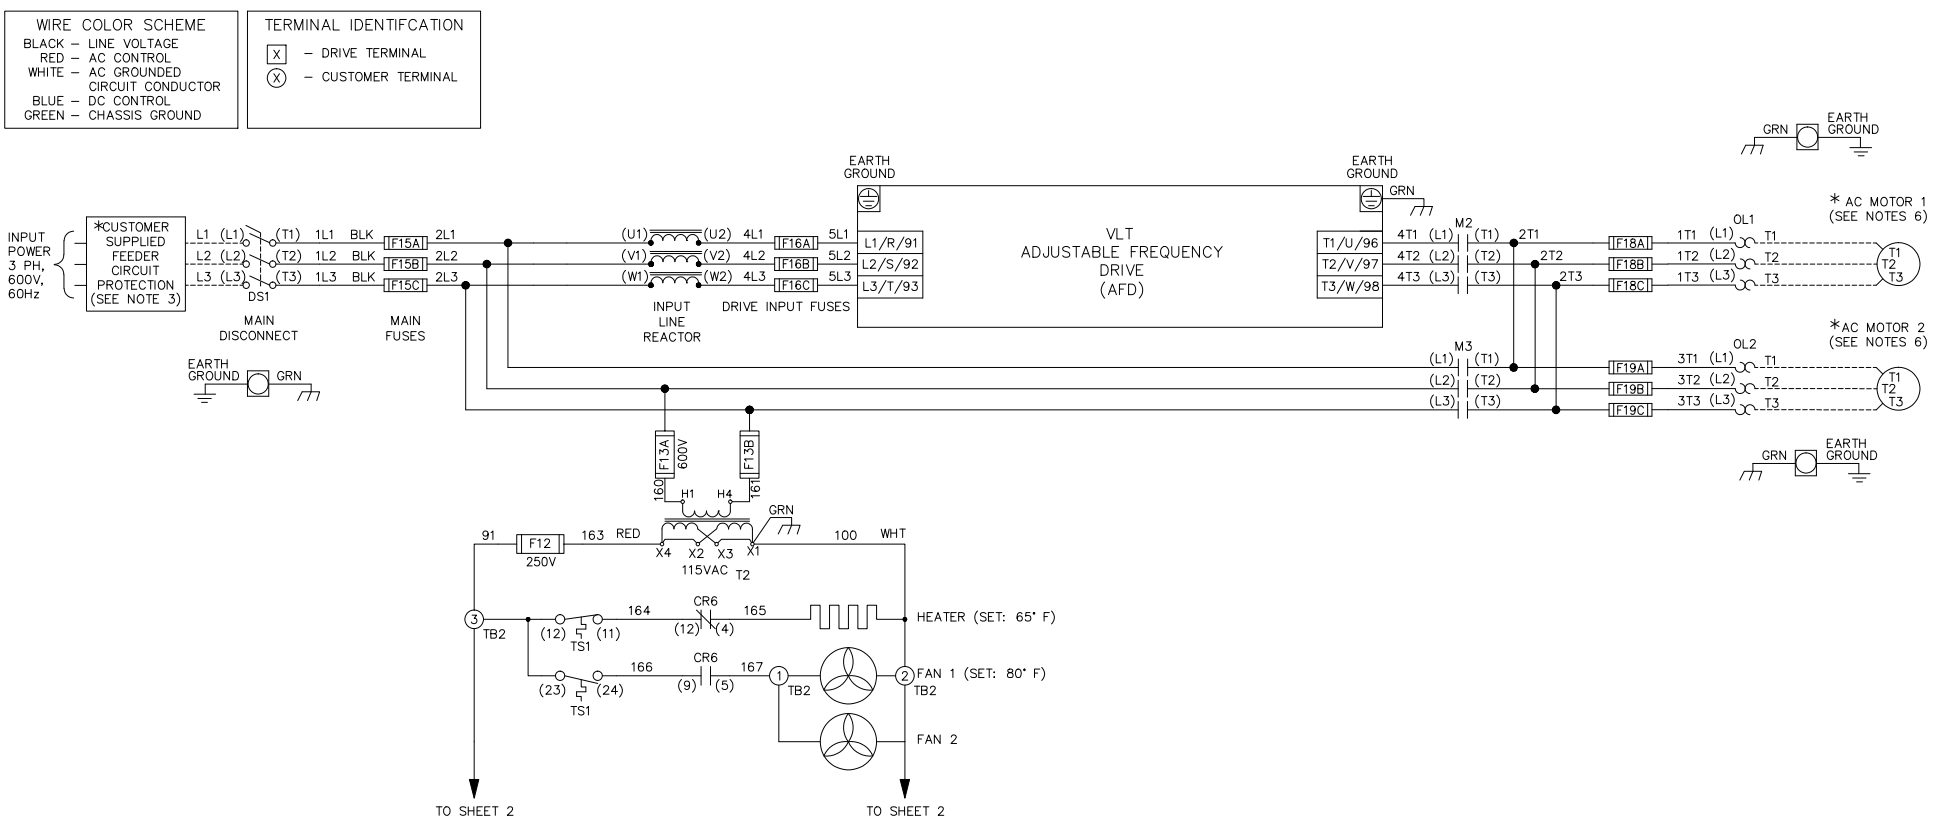 WIRE COLOR SCHEME
BLACK – LINE VOLTAGE
RED – AC CONTROL
WHITE – AC GROUNDED
CIRCUIT CONDUCTOR
BLUE – DC CONTROL
GREEN – CHASSIS GROUND
TERMINAL IDENTIFCATION
X – DRIVE TERMINAL
X – CUSTOMER TERMINAL
INPUT
POWER
3 PH,
600V,
60Hz
*CUSTOMER
SUPPLIED
FEEDER
CIRCUIT
PROTECTION
(SEE NOTE 3)
L1 (L1) (T1) 1L1 BLK F15A 2L1
L2 (L2) (T2) 1L2 BLK F15B 2L2
L3 (L3) (T3) 1L3 BLK F15C 2L3
DS1
MAIN
DISCONNECT
MAIN
FUSES
EARTH
GROUND GRN
(U1) (U2) 4L1 F16A 5L1
(V1) (V2) 4L2 F16B 5L2
(W1) (W2) 4L3 F16C 5L3
INPUT
LINE
REACTOR
DRIVE INPUT FUSES
EARTH
GROUND
L1/R/91
L2/S/92
L3/T/93
VLT
ADJUSTABLE FREQUENCY
DRIVE
(AFD)
EARTH
GROUND
GRN
T1/U/96
T2/V/97
T3/W/98
M2
4T1 (L1) (T1) 2T1 F18A 1T1 (L1) T1
4T2 (L2) (T2) 2T2 F18B 1T2 (L2) T2
4T3 (L3) (T3) 2T3 F18C 1T3 (L3) T3
OL1
GRN EARTH
GROUND
* AC MOTOR 1
(SEE NOTES 6)
T1
T2
T3
M3
(L1) (T1) F19A 3T1 (L1) T1
(L2) (T2) F19B 3T2 (L2) T2
(L3) (T3) F19C 3T3 (L3) T3
OL2
*AC MOTOR 2
(SEE NOTES 6)
T1
T2
T3
GRN EARTH
GROUND
F13A
600V
F13B
160
161
H1 H4
GRN
91 F12 163 RED
250V
X4 X2 X3 X1
115VAC T2
100 WHT
3
TB2
(12) (11)
TS1
164
CR6
(12) (4)
165
HEATER (SET: 65° F)
(23) (24)
TS1
166
CR6
(9) (5)
167
1
TB2
2
TB2
FAN 1 (SET: 80° F)
FAN 2
TO SHEET 2
TO SHEET 2